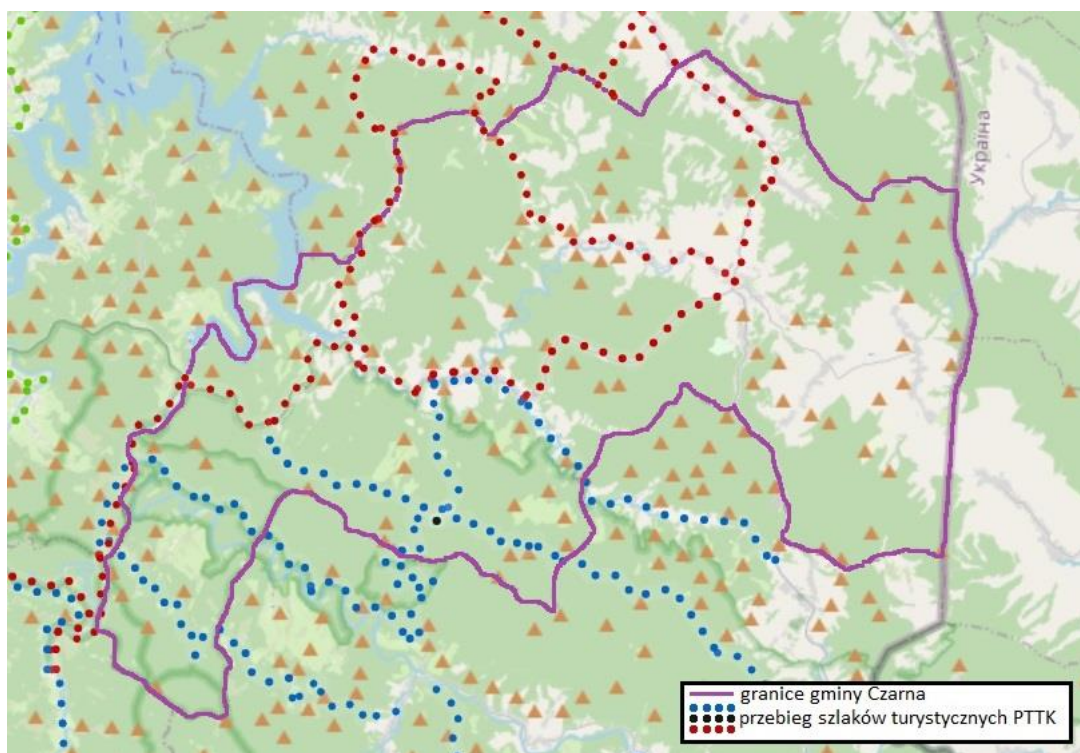 Україна
granice gminy Czarna
przebieg szlaków turystycznych PTTK